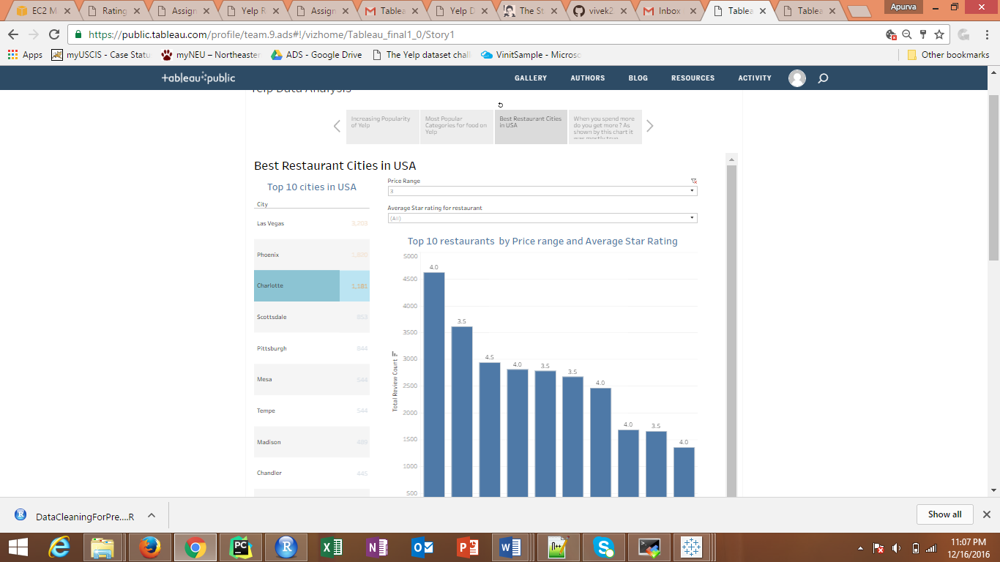 EC2 M
Rating
Assign
Yelp R
Assign
Tablea
Yelp D
The St
vivek2
Inbox
Tablea
Tablea
Apurva
https://public.tableau.com/profile/team.9.ads#!/vizhome/Tableau_final1_0/Story1
Apps
myUSCIS - Case Statu
myNEU – Northeaster
ADS - Google Drive
The Yelp dataset chal
VinitSample - Microsc
Other bookmarks
+ableau+public
GALLERY
AUTHORS
BLOG
RESOURCES
ACTIVITY
Yelp Data Analysis
Increasing Popularity
of Yelp
Most Popular
Categories for food on
Yelp
Best Restaurant Cities
in USA
When you spend more
do you get more ? As
shown by this chart it
was mostly true
Best Restaurant Cities in USA
Top 10 cities in USA
City
Las Vegas 3,203
Phoenix
Charlotte 1,181
Scottsdale 853
Pittsburgh 844
Mesa 544
Tempe 544
Madison
Chandler 445
Price Range
3
Average Star rating for restaurant
(All)
Top 10 restaurants by Price range and Average Star Rating
Total Review Count
5000
4500
4000
3500
3000
2500
2000
1500
1000
500
4.0
3.5
4.5
4.0
3.5
3.5
4.0
4.0
3.5
4.0
DataCleaningForPre....R
Show all
11:07 PM
12/16/2016